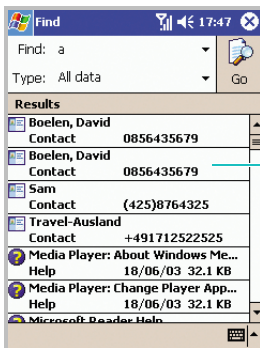 Find 17:47
Find: a
Type: All data
Go
Results
Boelen, David
Contact 0856435679
Boelen, David
Contact 0856435679
Sam
Contact (425)8764325
Travel-Ausland
Contact +491712522525
Media Player: About Windows Me...
Help 18/06/03 32.1 KB
Media Player: Change Player App...
Help 18/06/03 32.1 KB
Microsoft Reader Help